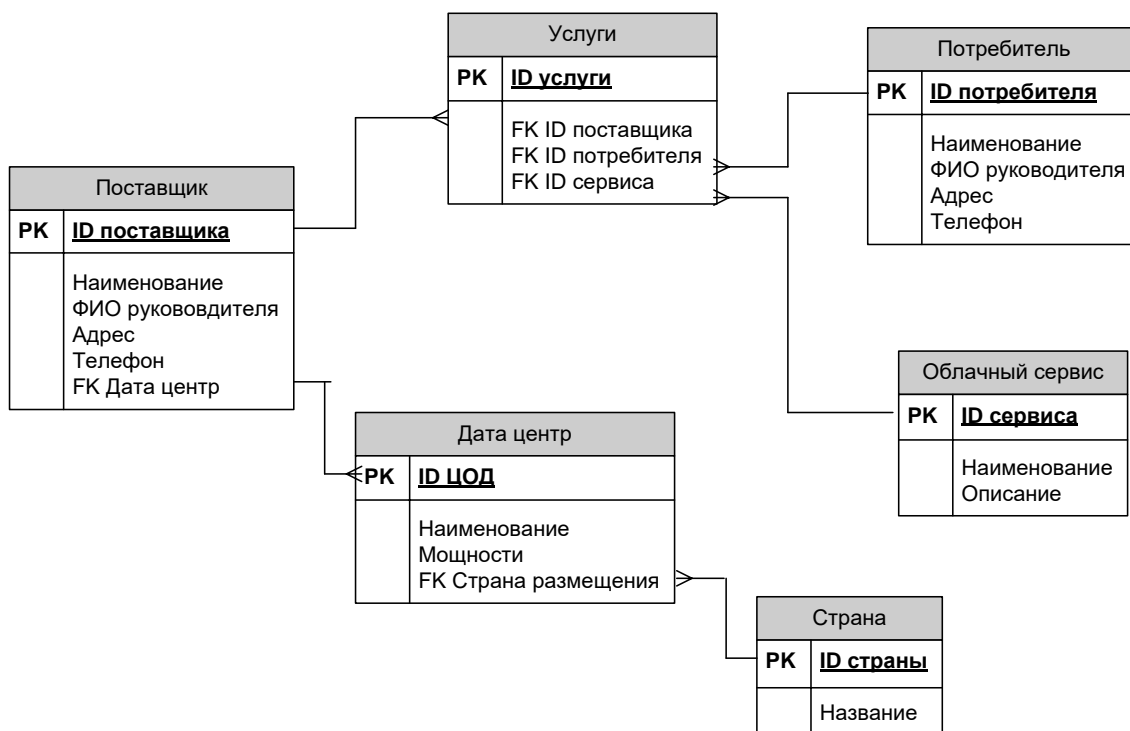 Услуги
PK ID услуги
FK ID поставщика
FK ID потребителя
FK ID сервиса
Потребитель
PK ID потребителя
Наименование
ФИО руководителя
Адрес
Телефон
Поставщик
PK ID поставщика
Наименование
ФИО рукововдителя
Адрес
Телефон
FK Дата центр
Облачный сервис
PK ID сервиса
Наименование
Описание
Дата центр
PK ID ЦОД
Наименование
Мощности
FK Страна размещения
Страна
PK ID страны
Название